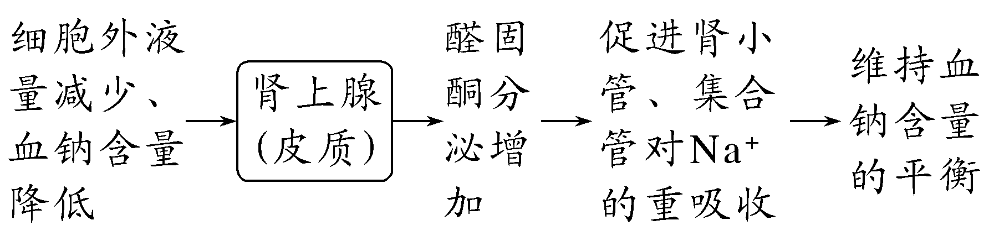 细胞外液
量减少、
血钠含量
降低
肾上腺
(皮质)
醛固
酮分
泌增
加
促进肾小
管、集合
管对Na⁺
的重吸收
维持血
钠含量
的平衡